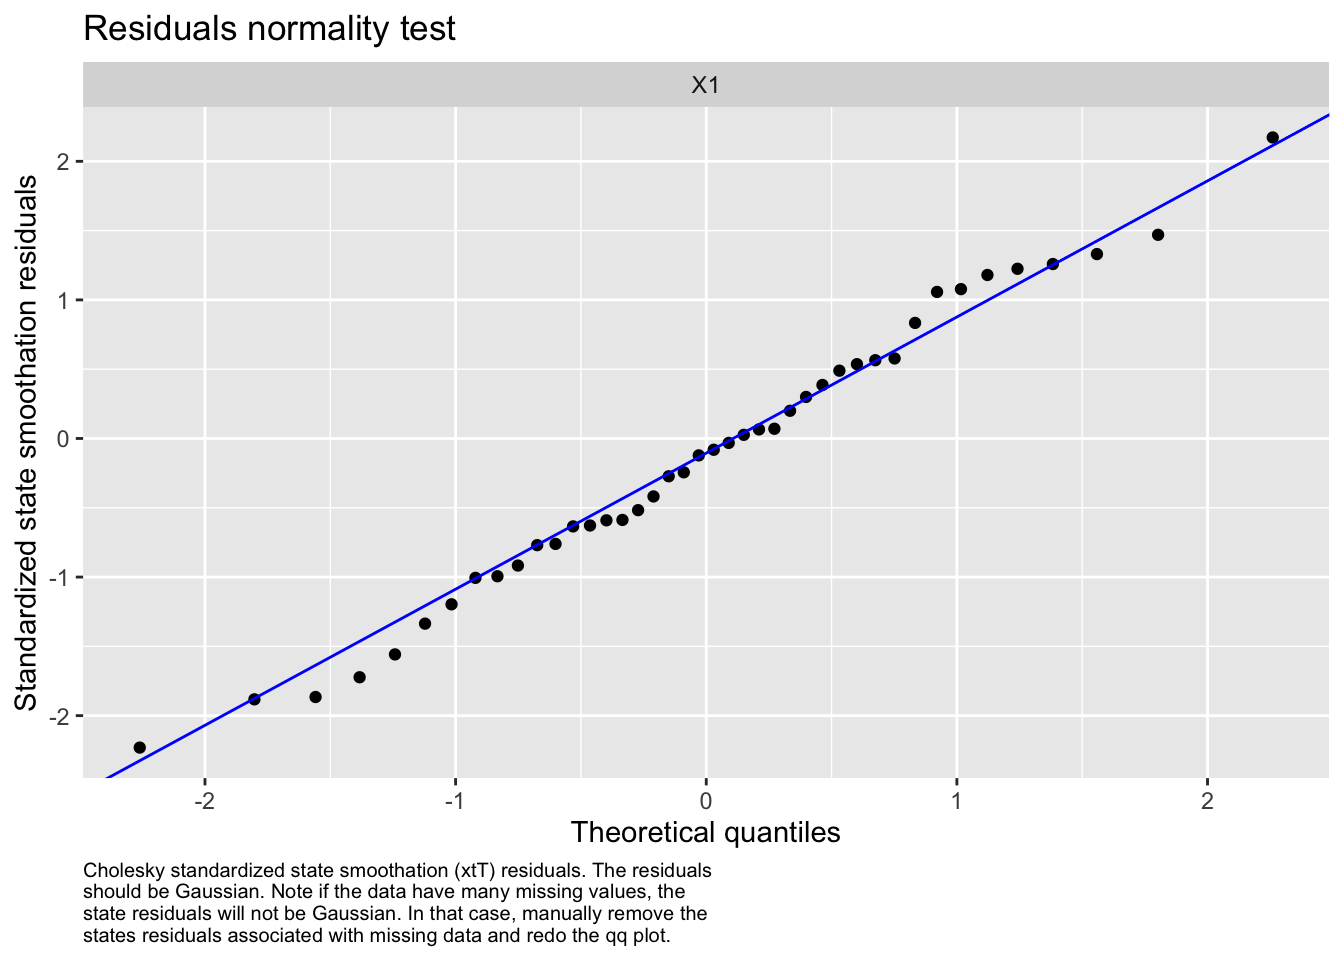 Residuals normality test
X1
Standardized state smoothation residuals
2
1
0
-1
-2
-2
-1
0
1
2
Theoretical quantiles
Cholesky standardized state smoothation (xtT) residuals. The residuals
should be Gaussian. Note if the data have many missing values, the
state residuals will not be Gaussian. In that case, manually remove the
states residuals associated with missing data and redo the qq plot.